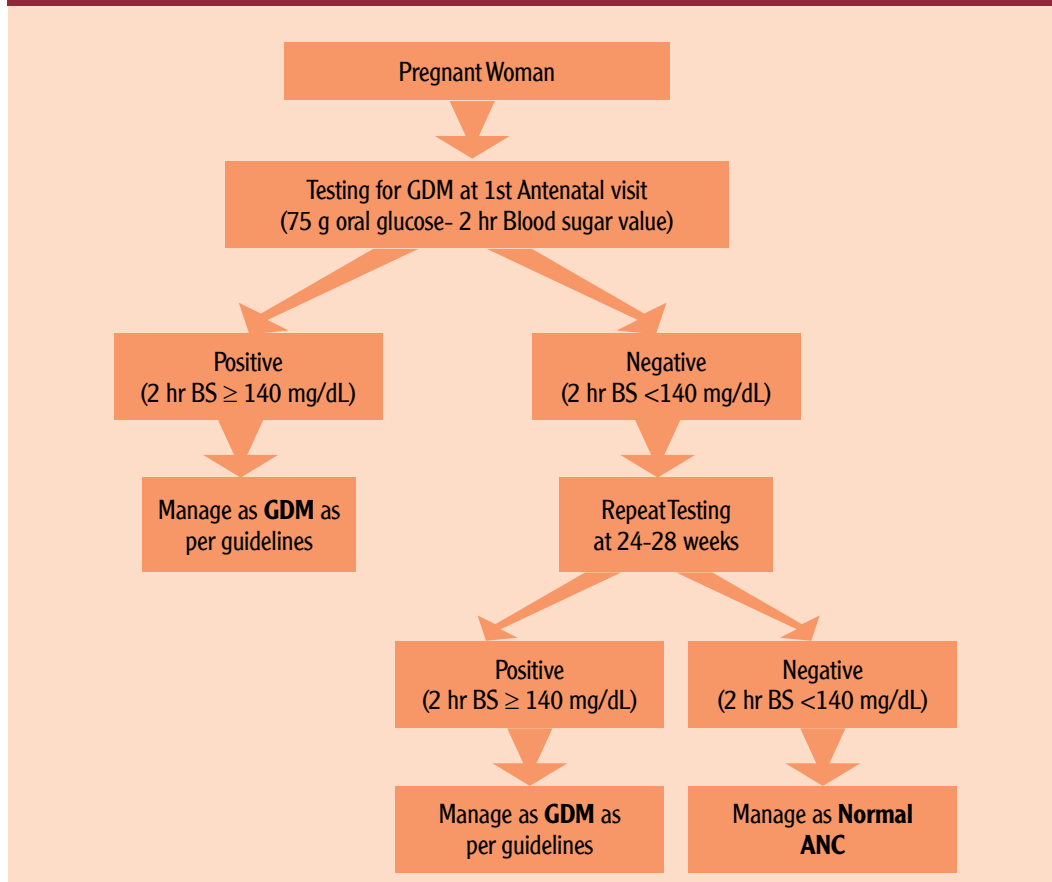 Pregnant Woman
Testing for GDM at 1st Antenatal visit
(75 g oral glucose- 2 hr Blood sugar value)
Positive
(2 hr BS ≥ 140 mg/dL)
Negative
(2 hr BS <140 mg/dL)
Manage as GDM as
per guidelines
Repeat Testing
at 24-28 weeks
Positive
(2 hr BS ≥ 140 mg/dL)
Negative
(2 hr BS <140 mg/dL)
Manage as GDM as
per guidelines
Manage as Normal
ANC